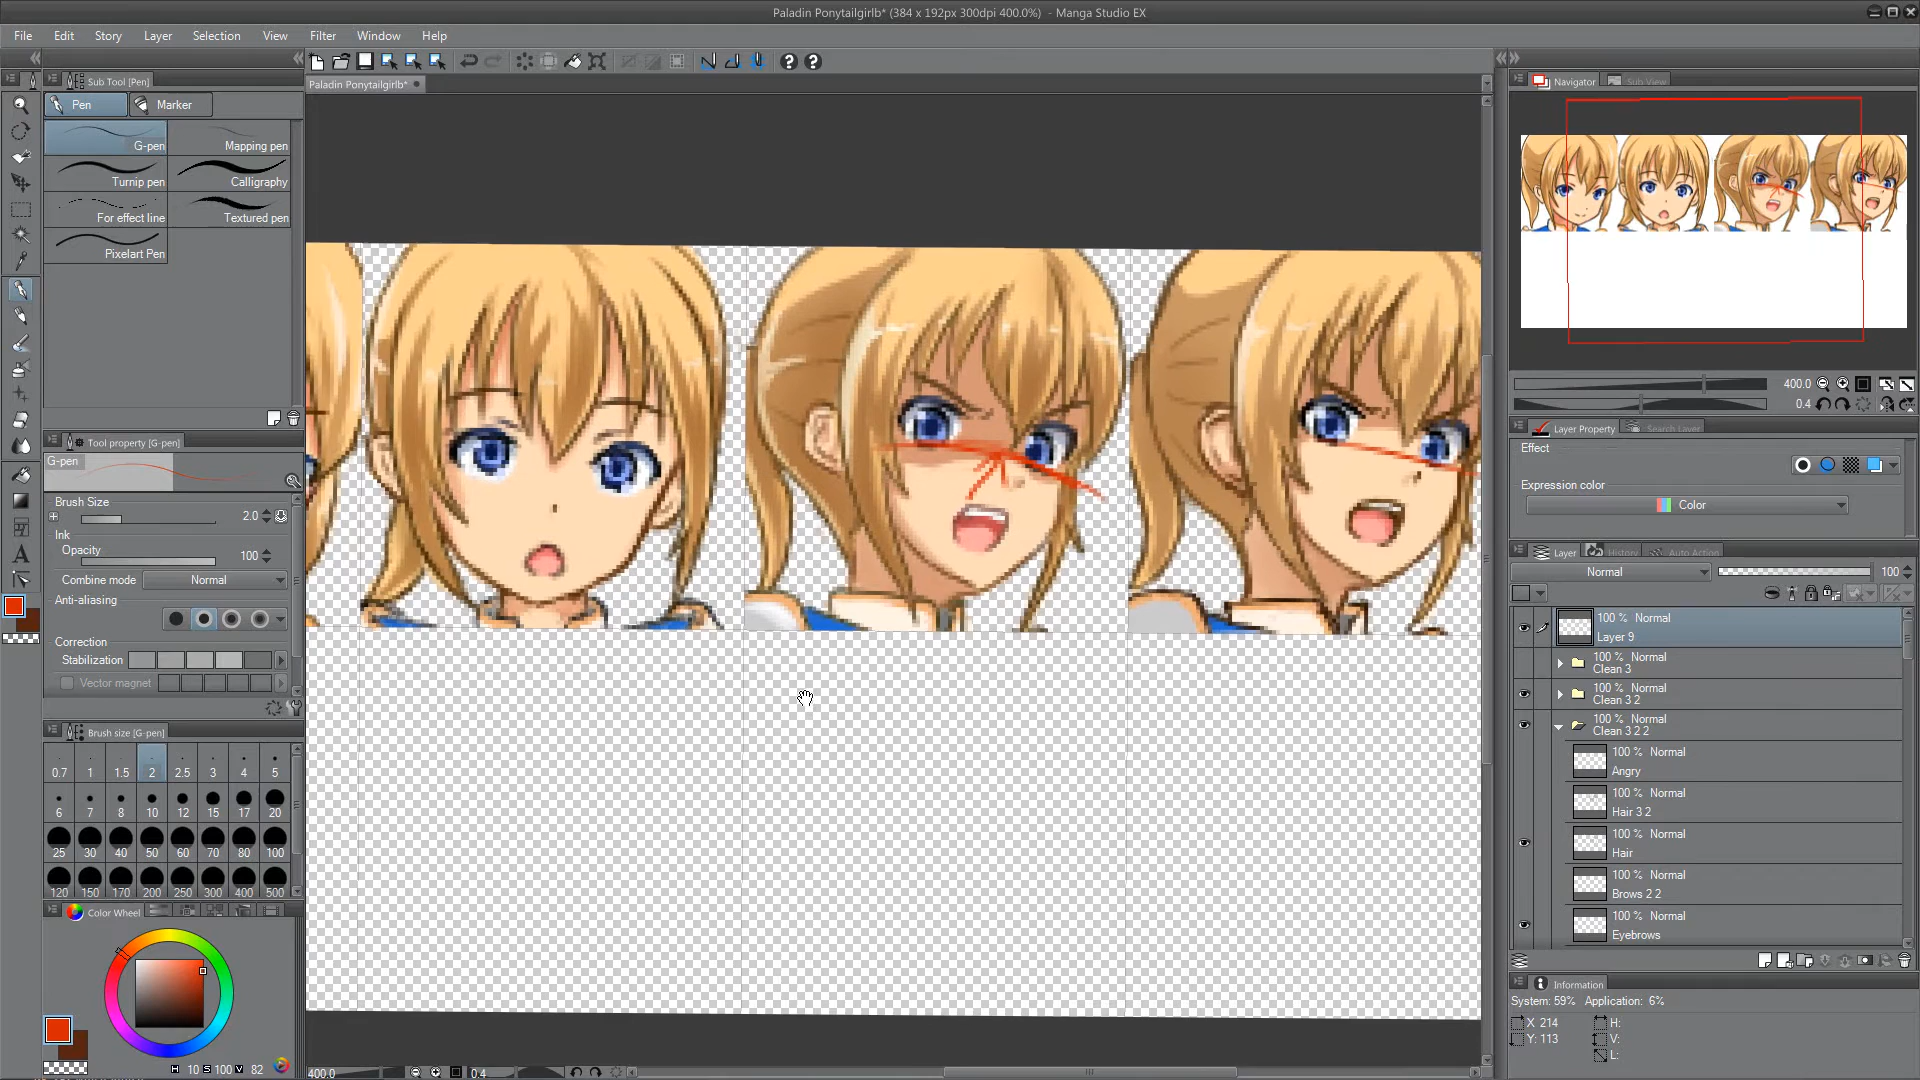 Paladin Ponytailgirlb* (384 x 192px 300dpi 400.0%)  - Manga Studio EX
File Edit Story Layer Selection View Filter Window Help
Sub Tool [Pen]
Pen Marker
G-pen Mapping pen
Turnip pen Calligraphy
For effect line Textured pen
Pixelart Pen
Tool property [G-pen]
G-pen
Brush Size 2.0
Ink
Opacity 100
Combine mode Normal
Anti-aliasing
Correction
Stabilization
Vector magnet
Brush size [G-pen]
0.7 1 1.5 2 2.5 3 4 5
6 7 8 10 12 15 17 20
25 30 40 50 60 70 80 100
120 150 170 200 250 300 400 500
Color Wheel
H 10 S 100 V 82
Paladin Ponytailgirlb*
400.0 0.4
Navigator Sub View
400.0
0.4
Layer Property Search Layer
Effect
Expression color
Color
Layer History Auto Action
Normal 100
100 % Normal
Layer 9
100 % Normal
Clean 3
100 % Normal
Clean 3 2
100 % Normal
Clean 3 2 2
100 % Normal
Angry
100 % Normal
Hair 3 2
100 % Normal
Hair
100 % Normal
Brows 2 2
100 % Normal
Eyebrows
Information
System: 59% Application: 6%
X 214 H:
Y: 113 V:
L: